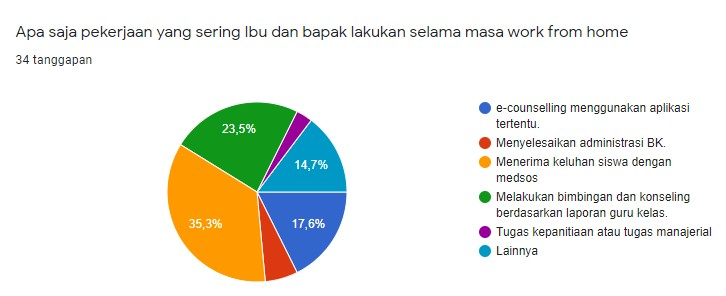 Apa saja pekerjaan yang sering Ibu dan bapak lakukan selama masa work from home
34 tanggapan
23,5%
14,7%
35,3%
17,6%
e-counselling menggunakan aplikasi
tertentu.
Menyelesaikan administrasi BK.
Menerima keluhan siswa dengan
medsos
Melakukan bimbingan dan konseling
berdasarkan laporan guru kelas.
Tugas kepanitiaan atau tugas manajerial
Lainnya